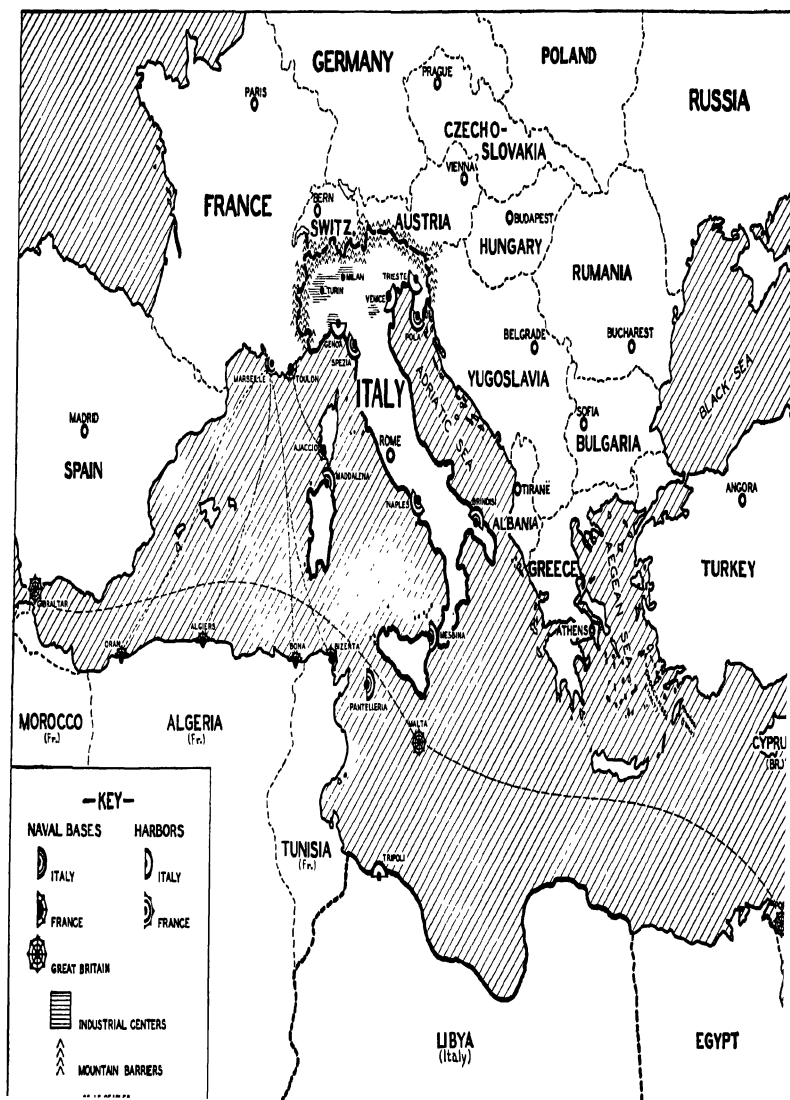 GERMANY
POLAND
PARIS
PRAGUE
RUSSIA
CZECHO-
SLOVAKIA
VIENNA
FRANCE
BERN
SWITZ.
AUSTRIA
BUDAPEST
HUNGARY
RUMANIA
MILAN
TURIN
TRIESTE
VENICE
POLA
GENOA
SPEZIA
BELGRADE
BUCHAREST
MARSEILLE
TOULON
ITALY
ADRIATIC SEA
YUGOSLAVIA
BLACK SEA
MADRID
SPAIN
AJACCIO
ROME
SOFIA
BULGARIA
MADDALENA
NAPLES
BRINDISI
TIRANE
ALBANIA
ANGORA
GREECE
AEGEAN SEA
TURKEY
GIBRALTAR
ORAN
ALGIERS
BONA
BIZERTA
MESSINA
ATHENS
PANTELLERIA
MALTA
MOROCCO
(Fr.)
ALGERIA
(Fr.)
CYPRU
(BR.)
TUNISIA
(Fr.)
TRIPOLI
LIBYA
(Italy)
EGYPT
—KEY—
NAVAL BASES
HARBORS
ITALY
ITALY
FRANCE
FRANCE
GREAT BRITAIN
INDUSTRIAL CENTERS
MOUNTAIN BARRIERS